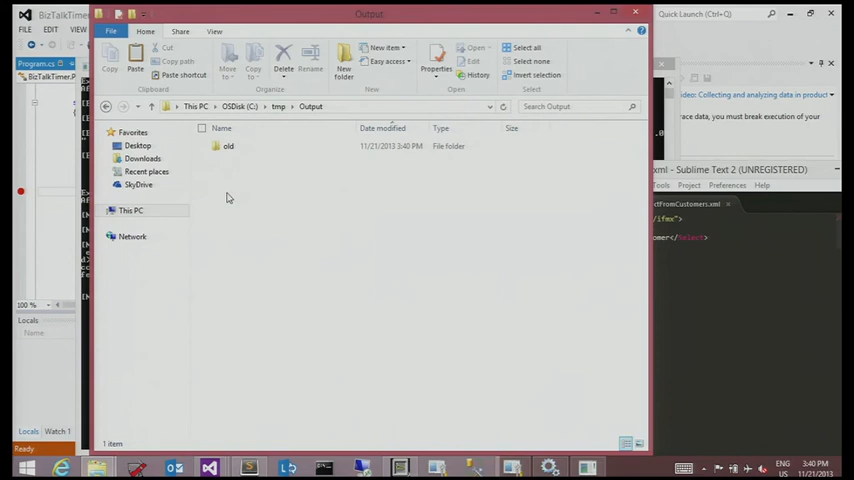 BizTalkTimer
Output
Quick Launch (Ctrl+Q)
FILE EDIT VIEW
File Home Share View
Copy Paste Cut Copy path Paste shortcut Move to Copy to Delete Rename New folder New item Easy access Properties Open Edit History Select all Select none Invert selection
Clipboard Organize New Open Select
Program.cs
BizTalkTimer.Pr
This PC OSDisk (C:) tmp Output
Search Output
Video: Collecting and analyzing data in product
race data, you must break execution of your
Name Date modified Type Size
old 11/21/2013 3:40 PM File folder
Favorites
Desktop
Downloads
Recent places
SkyDrive
This PC
Network
.xml - Sublime Text 2 (UNREGISTERED)
Tools Project Preferences Help
ctFromCustomers.xml
/ifax">
omer</Select>
100 %
Locals
Name
Locals Watch 1
1 item
Ready
ENG
US
3:40 PM
11/21/2013